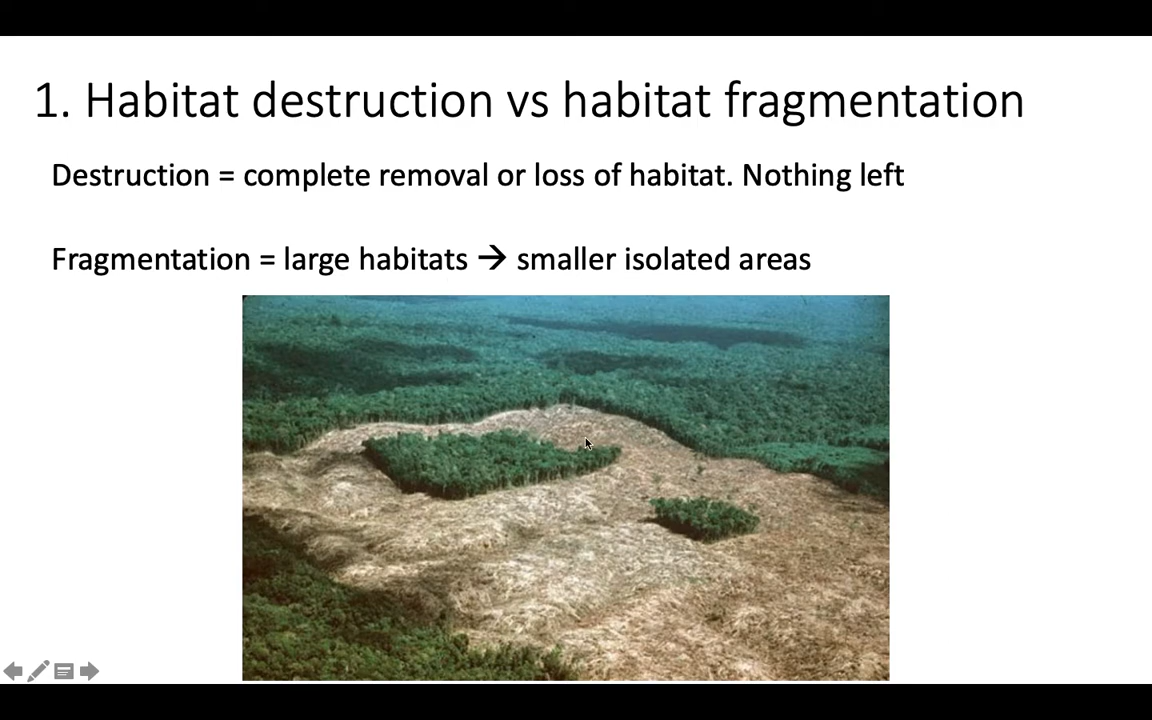 1. Habitat destruction vs habitat fragmentation
Destruction = complete removal or loss of habitat. Nothing left
Fragmentation = large habitats → smaller isolated areas